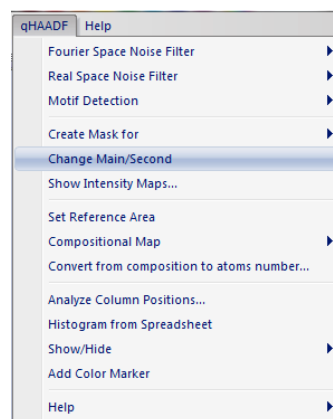 qHAADF Help
Fourier Space Noise Filter
Real Space Noise Filter
Motif Detection
Create Mask for
Change Main/Second
Show Intensity Maps...
Set Reference Area
Compositional Map
Convert from composition to atoms number...
Analyze Column Positions...
Histogram from Spreadsheet
Show/Hide
Add Color Marker
Help